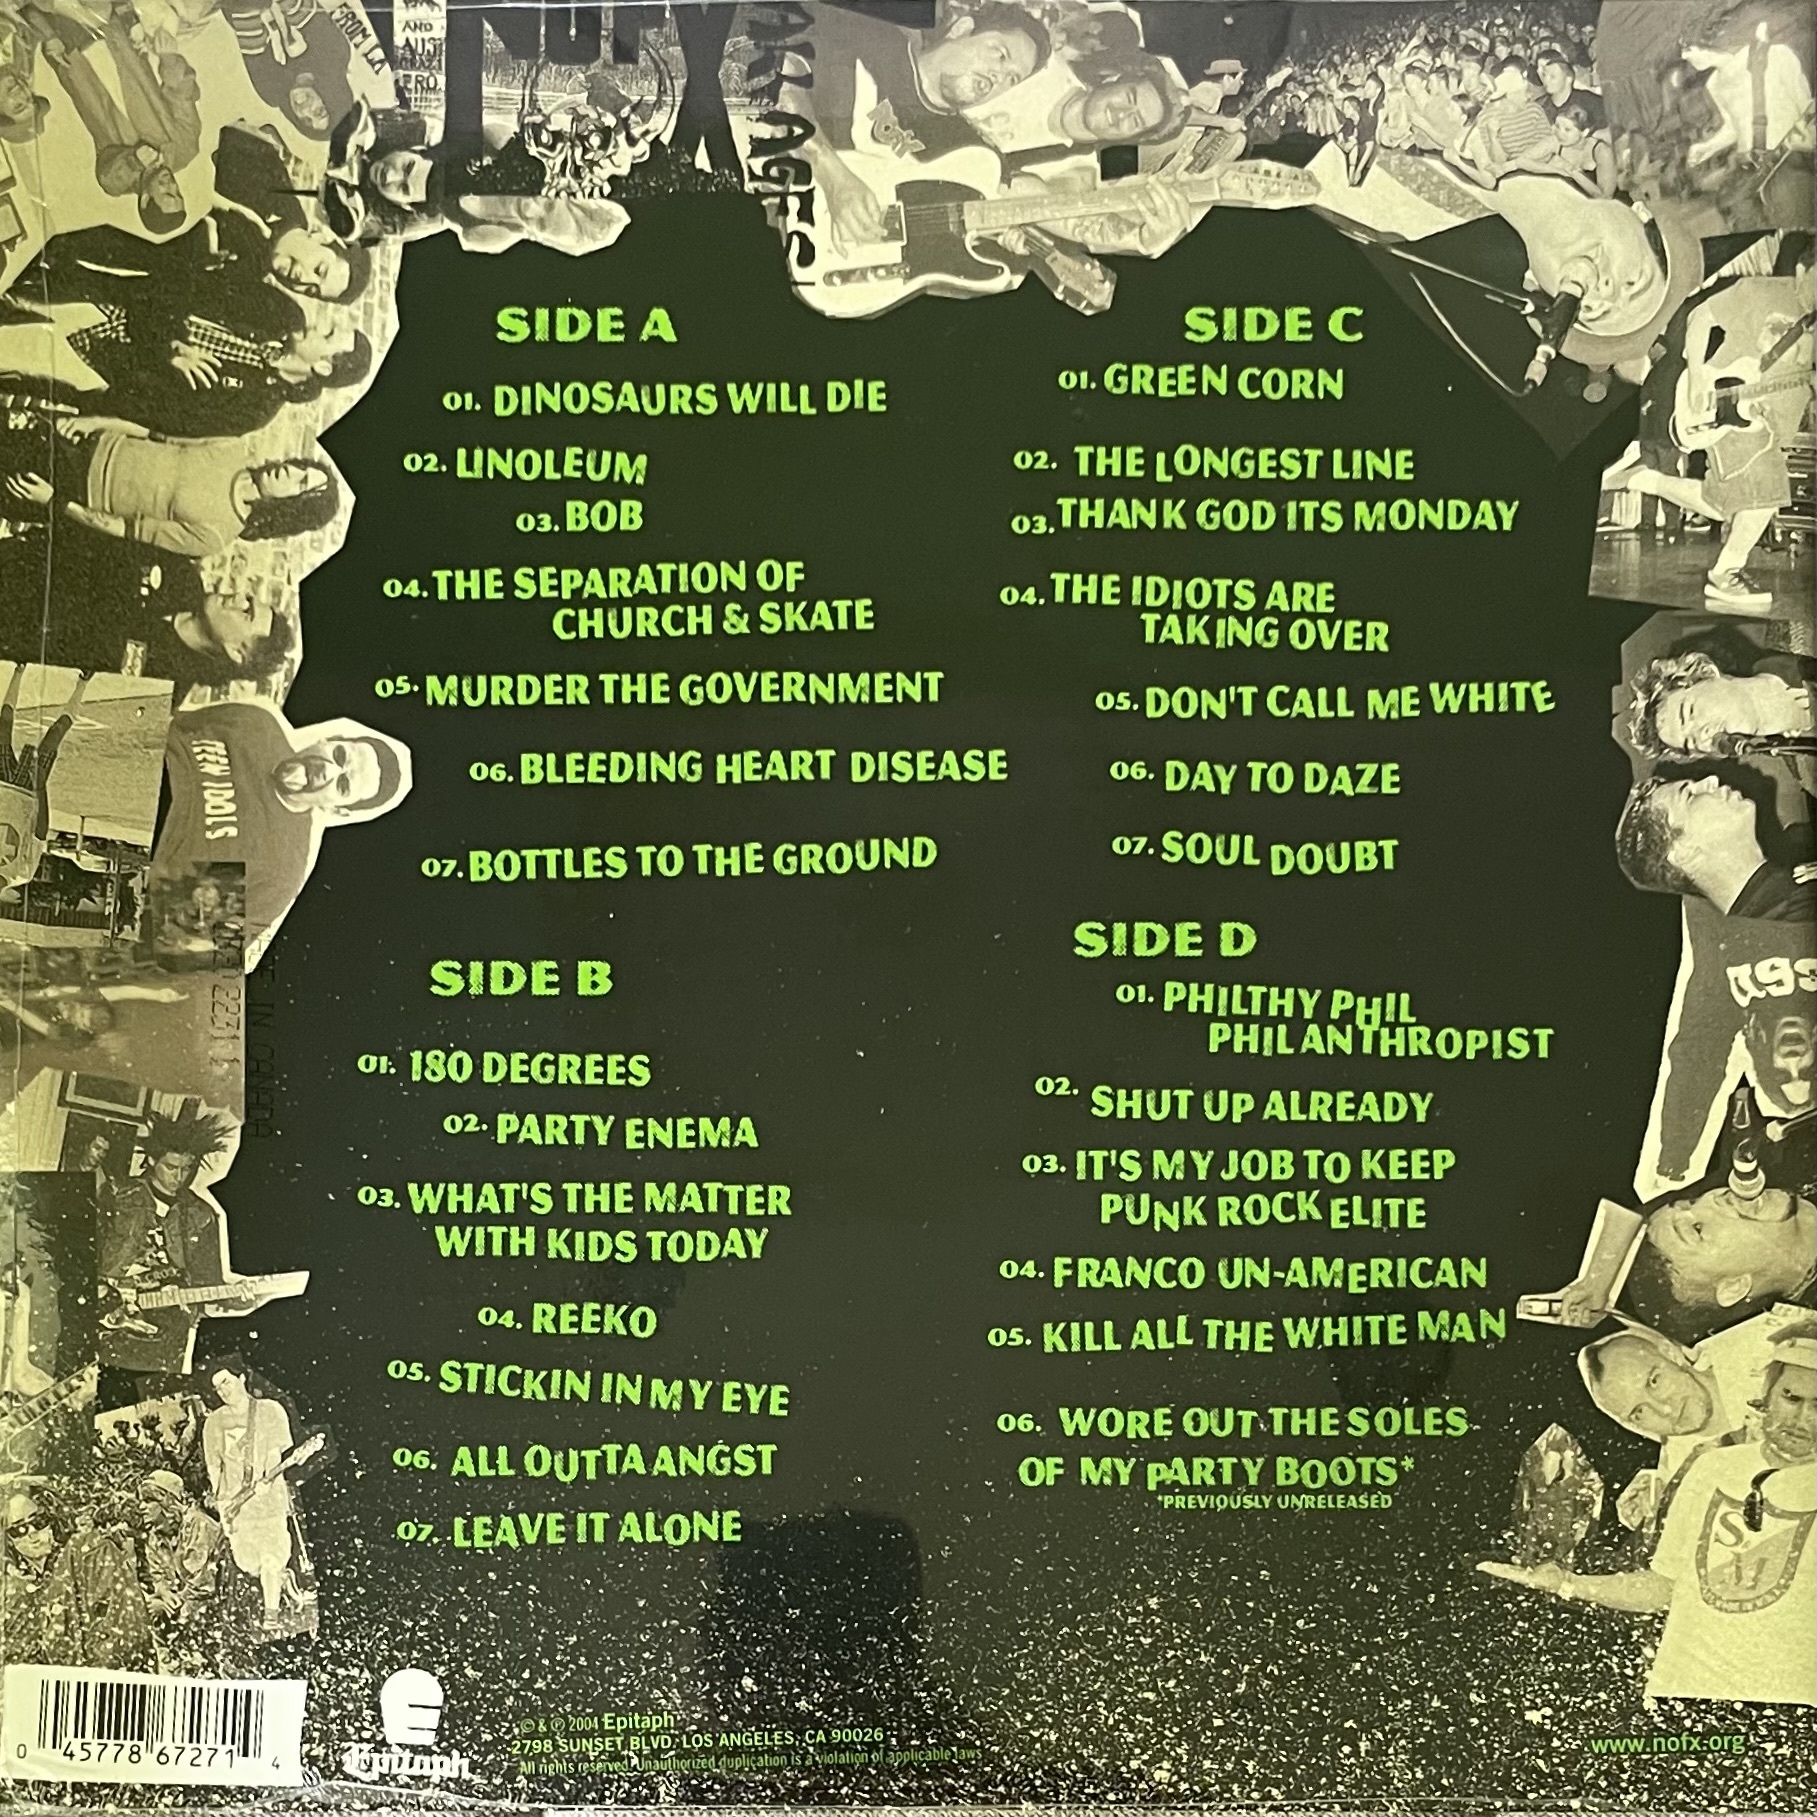 FROM LA
AND
NOFX
SIDE A
01. DINOSAURS WILL DIE
02. LINOLEUM
03. BOB
04. THE SEPARATION OF
CHURCH & SKATE
05. MURDER THE GOVERNMENT
06. BLEEDING HEART DISEASE
07. BOTTLES TO THE GROUND
SIDE B
01. 180 DEGREES
02. PARTY ENEMA
03. WHAT'S THE MATTER
WITH KIDS TODAY
04. REEKO
05. STICKIN IN MY EYE
06. ALL OUTTA ANGST
07. LEAVE IT ALONE
SIDE C
01. GREEN CORN
02. THE LONGEST LINE
03. THANK GOD ITS MONDAY
04. THE IDIOTS ARE
TAKING OVER
05. DON'T CALL ME WHITE
06. DAY TO DAZE
07. SOUL DOUBT
SIDE D
01. PHILTHY PHIL
PHILANTHROPIST
02. SHUT UP ALREADY
03. IT'S MY JOB TO KEEP
PUNK ROCK ELITE
04. FRANCO UN-AMERICAN
05. KILL ALL THE WHITE MAN
06. WORE OUT THE SOLES
OF MY PARTY BOOTS*
*PREVIOUSLY UNRELEASED
0 45778 67271 4
Epitaph
© & ℗ 2004 Epitaph
2798 SUNSET BLVD. LOS ANGELES, CA 90026
All rights reserved. Unauthorized duplication is a violation of applicable laws
www.nofx.org